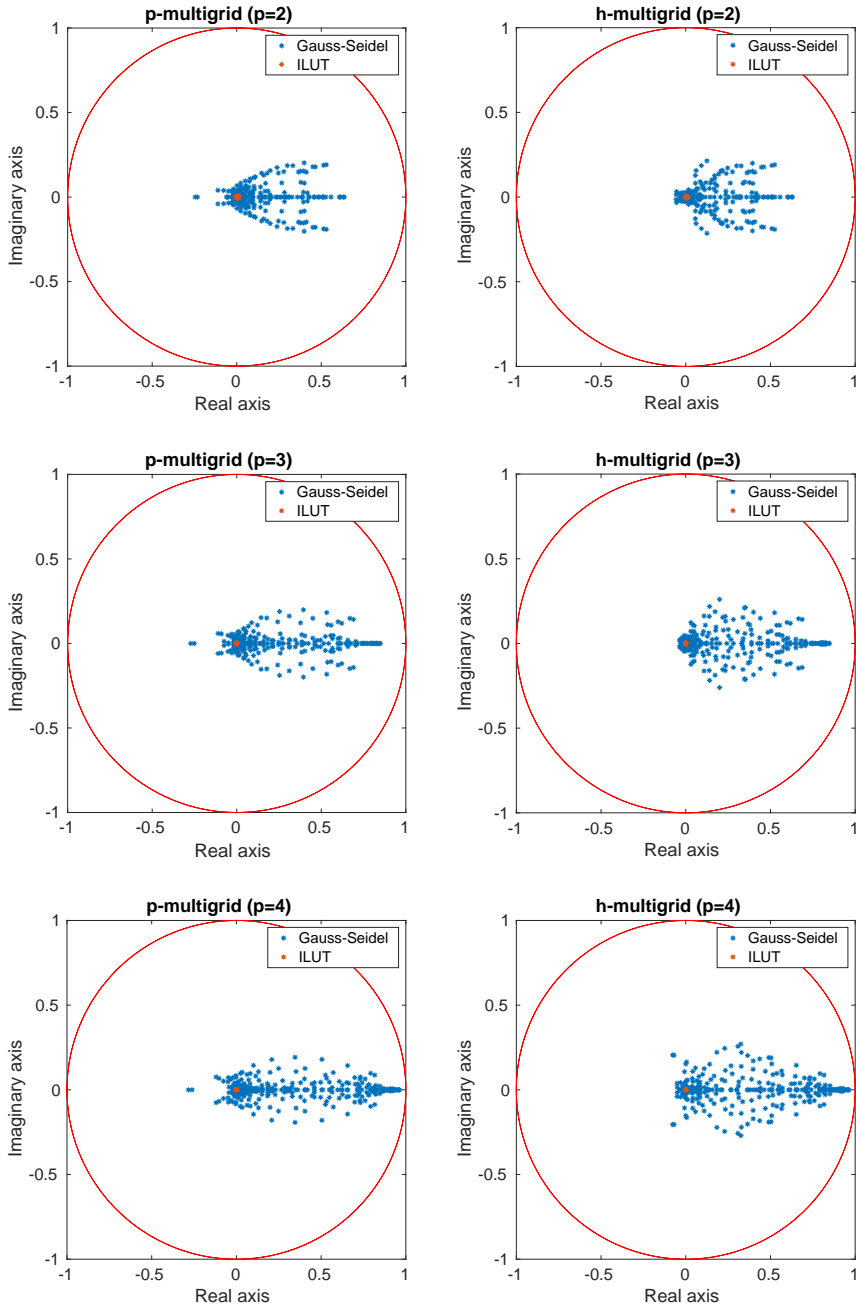 p-multigrid (p=2)
Gauss-Seidel
ILUT
1
0.5
0
-0.5
-1
Imaginary axis
-1
-0.5
0
0.5
1
Real axis
h-multigrid (p=2)
Gauss-Seidel
ILUT
1
0.5
0
-0.5
-1
Imaginary axis
-1
-0.5
0
0.5
1
Real axis
p-multigrid (p=3)
Gauss-Seidel
ILUT
1
0.5
0
-0.5
-1
Imaginary axis
-1
-0.5
0
0.5
1
Real axis
h-multigrid (p=3)
Gauss-Seidel
ILUT
1
0.5
0
-0.5
-1
Imaginary axis
-1
-0.5
0
0.5
1
Real axis
p-multigrid (p=4)
Gauss-Seidel
ILUT
1
0.5
0
-0.5
-1
Imaginary axis
-1
-0.5
0
0.5
1
Real axis
h-multigrid (p=4)
Gauss-Seidel
ILUT
1
0.5
0
-0.5
-1
Imaginary axis
-1
-0.5
0
0.5
1
Real axis